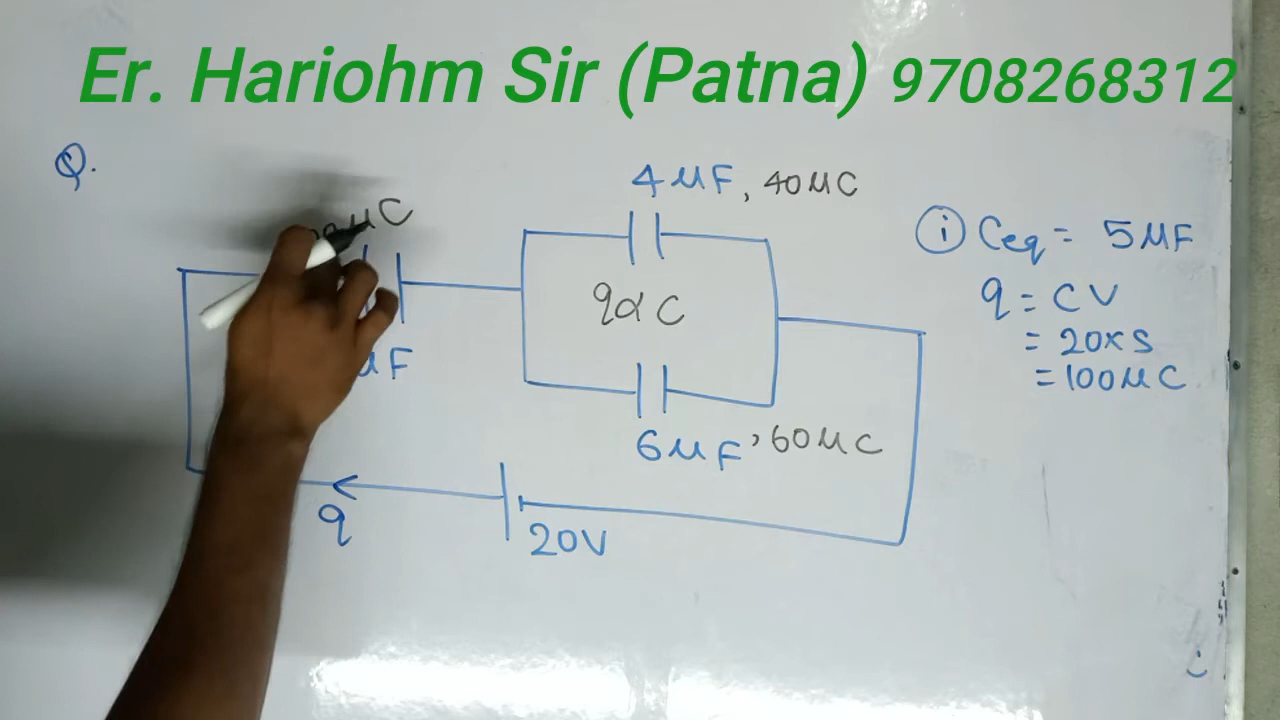 Er. Hariohm Sir (Patna) 9708268312
Q.
4 μF, 40 μC
μC
i Ceq = 5 μF
q = CV
= 20×5
= 100 μC
q α C
μF
6 μF, 60 μC
q
20V